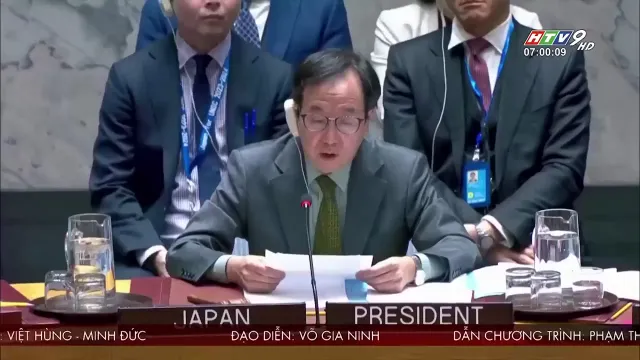 HTV9 HD
07:00:09
JAPAN
PRESIDENT
: VIỆT HÙNG - MINH ĐỨC ĐẠO DIỄN: VÕ GIA NINH DẪN CHƯƠNG TRÌNH: PHẠM TH